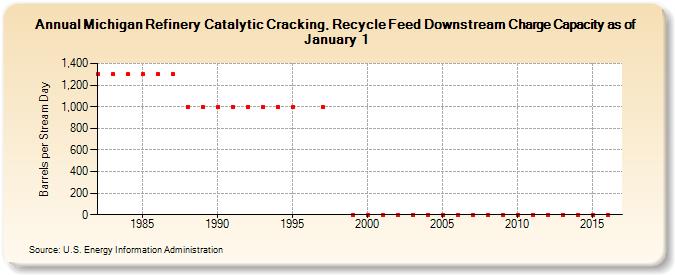 Annual Michigan Refinery Catalytic Cracking, Recycle Feed Downstream Charge Capacity as of
January 1
Barrels per Stream Day
1,400
1,200
1,000
800
600
400
200
0
1985 1990 1995 2000 2005 2010 2015
Source: U.S. Energy Information Administration